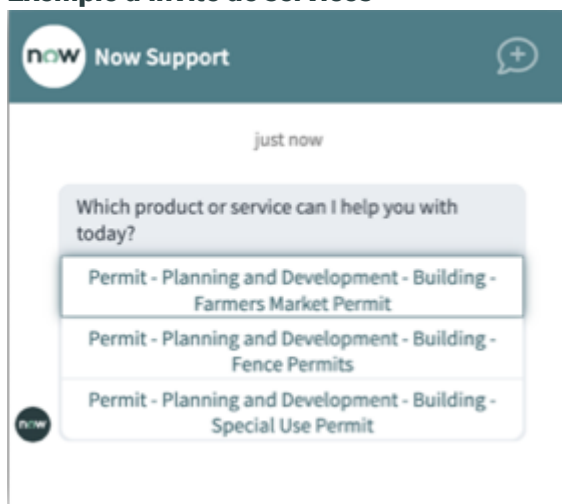 Exemple d'invite de services
now Now Support
just now
Which product or service can I help you with
today?
Permit - Planning and Development - Building -
Farmers Market Permit
Permit - Planning and Development - Building -
Fence Permits
Permit - Planning and Development - Building -
Special Use Permit
now